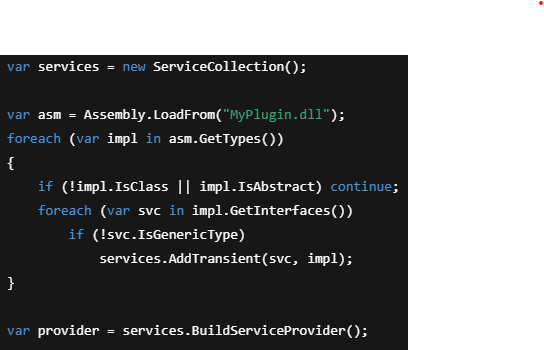 var services = new ServiceCollection();
var asm = Assembly.LoadFrom("MyPlugin.dll");
foreach (var impl in asm.GetTypes())
{
if (!impl.IsClass || impl.IsAbstract) continue;
foreach (var svc in impl.GetInterfaces())
if (!svc.IsGenericType)
services.AddTransient(svc, impl);
}
var provider = services.BuildServiceProvider();